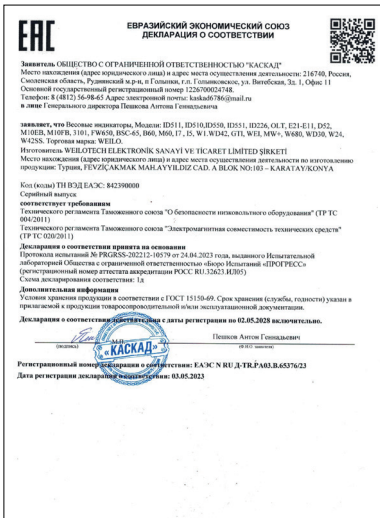 EAC
ЕВРАЗИЙСКИЙ ЭКОНОМИЧЕСКИЙ СОЮЗ
ДЕКЛАРАЦИЯ О СООТВЕТСТВИИ
Заявитель ОБЩЕСТВО С ОГРАНИЧЕННОЙ ОТВЕТСТВЕННОСТЬЮ "КАСКАД"
Место нахождения (адрес юридического лица) и адрес места осуществления деятельности: 216740, Россия,
Смоленская область, Руднянский м.р-н, п Голынки, г.п. Голынковское, ул. Витебская, Зд. 1, Офис 11
Основной государственный регистрационный номер 1226700024748.
Телефон: 8 (4812) 56-98-65 Адрес электронной почты: kaskad6786@mail.ru
в лице Генерального директора Пешкова Антона Геннадьевича
заявляет, что Весовые индикаторы, Модели: ID511, ID510,ID550, ID551, ID226, OLT, E21-E11, D52,
M10EB, M10FB, 3101, FW650, BSC-65, B60, M60, I7 , I5, W1.WD42, GTI, WEI, MW+, W680, WD30, W24,
W42SS. Торговая марка: WEILO.
Изготовитель WEILOTECH ELEKTRONİK SANAYİ VE TİCARET LİMİTED ŞİRKETİ
Место нахождения (адрес юридического лица) и адрес места осуществления деятельности по изготовлению
продукции: Турция, FEVZİÇAKMAK MAH.AYYILDIZ CAD. A BLOK NO:103 – KARATAY/KONYA
Код (коды) ТН ВЭД ЕАЭС: 842390000
Серийный выпуск
соответствует требованиям
Технического регламента Таможенного союза "О безопасности низковольтного оборудования" (ТР ТС
004/2011)
Технического регламента Таможенного союза "Электромагнитная совместимость технических средств"
(ТР ТС 020/2011)
Декларация о соответствии принята на основании
Протокола испытаний № PRGRSS-202212-10579 от 24.04.2023 года, выданного Испытательной
лабораторией Общества с ограниченной ответственностью «Бюро Испытаний «ПРОГРЕСС»
(регистрационный номер аттестата аккредитации РОСС RU.32623.ИЛ05)
Схема декларирования соответствия: 1д
Дополнительная информация
Условия хранения продукции в соответствии с ГОСТ 15150-69. Срок хранения (службы, годности) указан в
прилагаемой к продукции товаросопроводительной и/или эксплуатационной документации.
Декларация о соответствии действительна с даты регистрации по 02.05.2028 включительно.
М.П.
Пешков Антон Геннадьевич
(подпись)
(Ф.И.О. заявителя)
«КАСКАД»
Регистрационный номер декларации о соответствии: ЕАЭС N RU Д-TR.РА03.В.65376/23
Дата регистрации декларации о соответствии: 03.05.2023